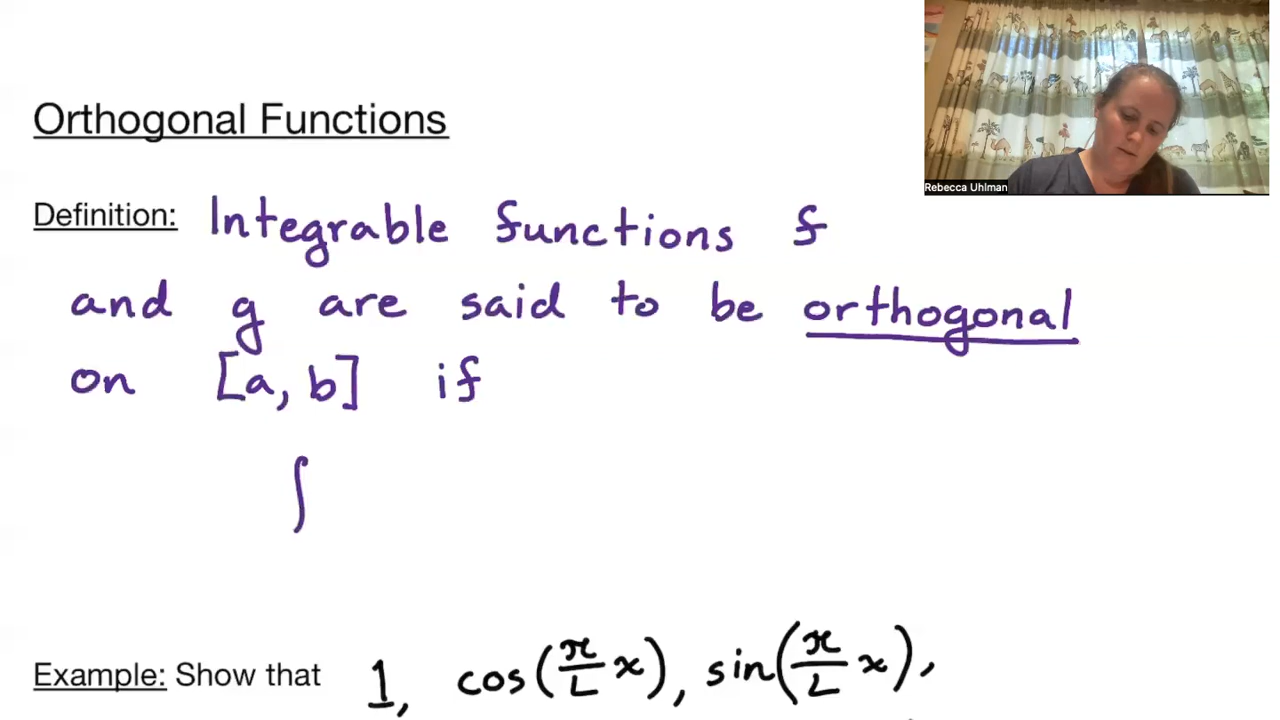 Rebecca Uhlman
Orthogonal Functions
Definition: Integrable functions f
and g are said to be orthogonal
on [a, b] if
∫
Example: Show that 1, cos(π/L x), sin(π/L x),